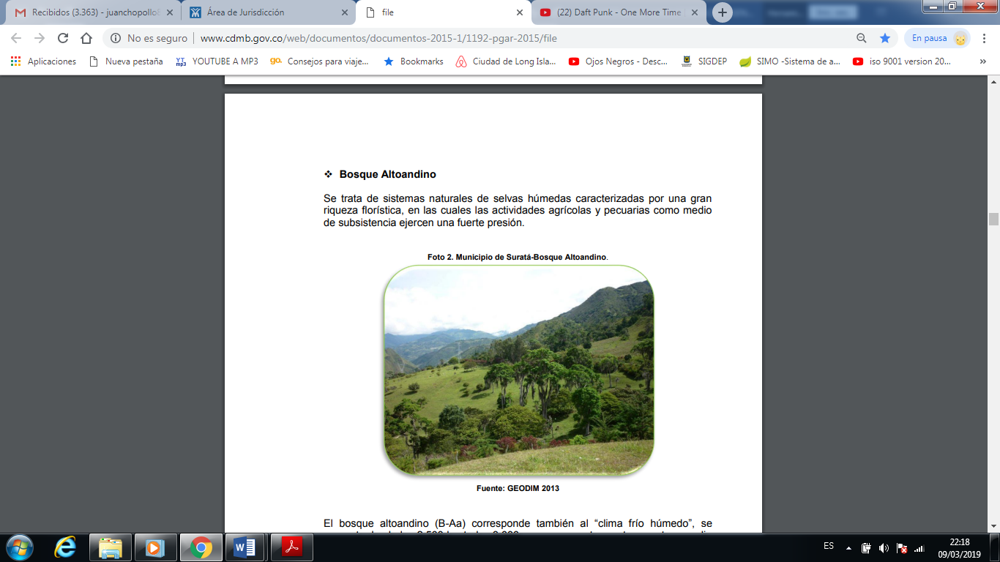 Recibidos (3.363) - juanchopollo8
Área de Jurisdicción
file
(22) Daft Punk - One More Time
No es seguro
www.cdmb.gov.co/web/documentos/documentos-2015-1/1192-pgar-2015/file
En pausa
Aplicaciones
Nueva pestaña
YT mp3
YOUTUBE A MP3
go.
Consejos para viaje...
Bookmarks
Ciudad de Long Isla...
Ojos Negros - Desc...
SIGDEP
SIMO -Sistema de a...
iso 9001 version 20...
»
❖ Bosque Altoandino
Se trata de sistemas naturales de selvas húmedas caracterizadas por una gran
riqueza florística, en las cuales las actividades agrícolas y pecuarias como medio
de subsistencia ejercen una fuerte presión.
Foto 2. Municipio de Suratá-Bosque Altoandino.
Fuente: GEODIM 2013
El bosque altoandino (B-Aa) corresponde también al “clima frío húmedo”, se
ES
22:18
09/03/2019